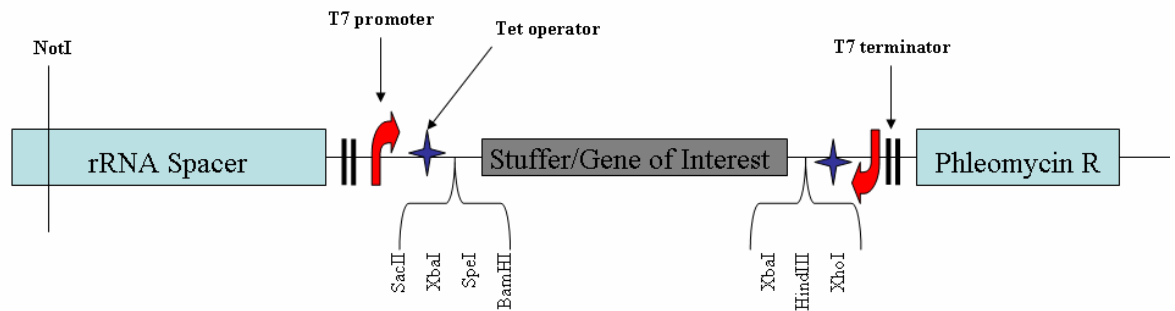 T7 promoter
Tet operator
NotI
T7 terminator
rRNA Spacer
Stuffer/Gene of Interest
Phleomycin R
SacII
XbaI
SpeI
BamHI
XbaI
HindIII
XhoI